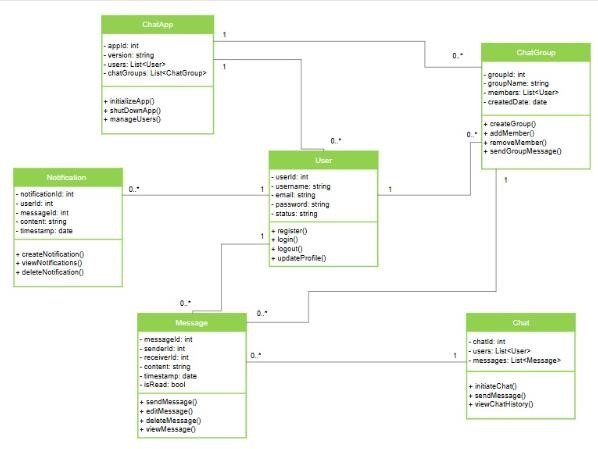 ChatApp
- appId: int
- version: string
- users: List<User>
- chatGroups: List<ChatGroup>
+ initializeApp()
+ shutDownApp()
+ manageUsers()
1
1
0..*
0..*
ChatGroup
- groupId: int
- groupName: string
- members: List<User>
- createdDate: date
+ createGroup()
+ addMember()
+ removeMember()
+ sendGroupMessage()
0..*
1
User
- userId: int
- username: string
- email: string
- password: string
- status: string
+ register()
+ login()
+ logout()
+ updateProfile()
1
1
1
Notification
- notificationId: int
- userId: int
- messageId: int
- content: string
- timestamp: date
+ createNotification()
+ viewNotifications()
+ deleteNotification()
0..*
0..*
0..*
Message
- messageId: int
- senderId: int
- receiverId: int
- content: string
- timestamp: date
- isRead: bool
+ sendMessage()
+ editMessage()
+ deleteMessage()
+ viewMessage()
0..*
1
Chat
- chatId: int
- users: List<User>
- messages: List<Message>
+ initiateChat()
+ sendMessage()
+ viewChatHistory()